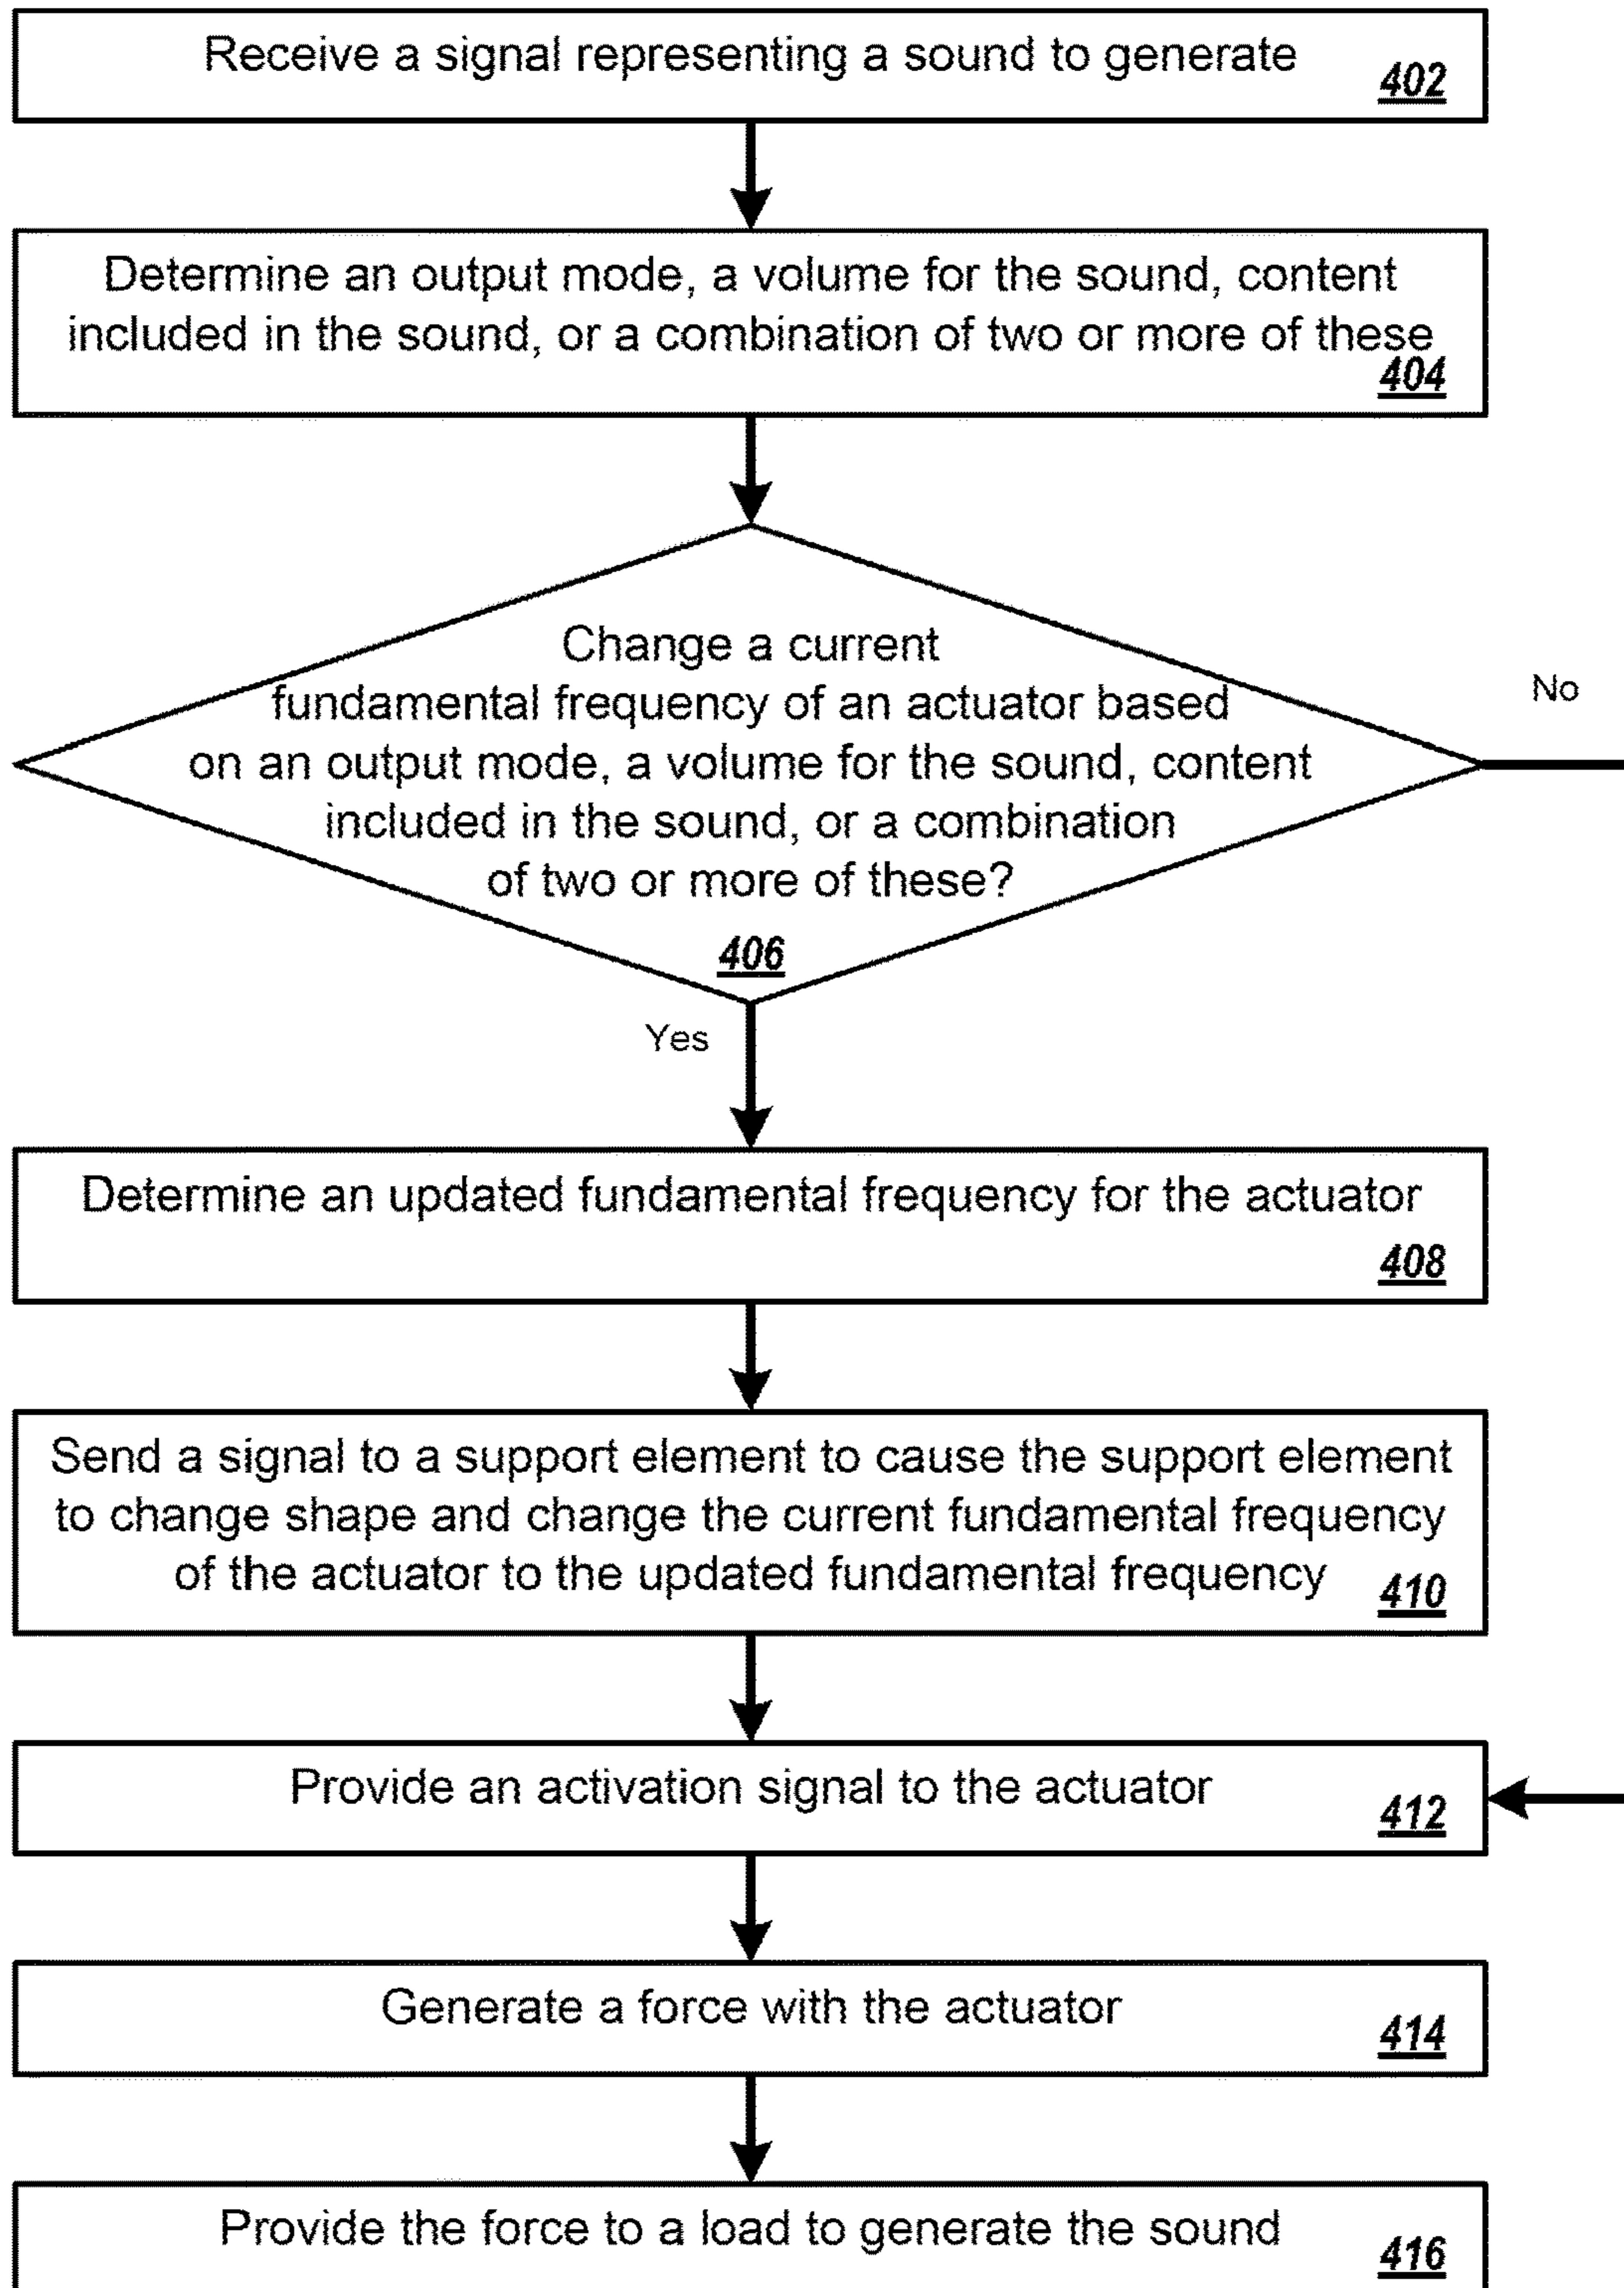 Receive a signal representing a sound to generate
402
Determine an output mode, a volume for the sound, content
included in the sound, or a combination of two or more of these
404
Change a current
fundamental frequency of an actuator based
on an output mode, a volume for the sound, content
included in the sound, or a combination
of two or more of these?
406
No
Yes
Determine an updated fundamental frequency for the actuator
408
Send a signal to a support element to cause the support element
to change shape and change the current fundamental frequency
of the actuator to the updated fundamental frequency
410
Provide an activation signal to the actuator
412
Generate a force with the actuator
414
Provide the force to a load to generate the sound
416